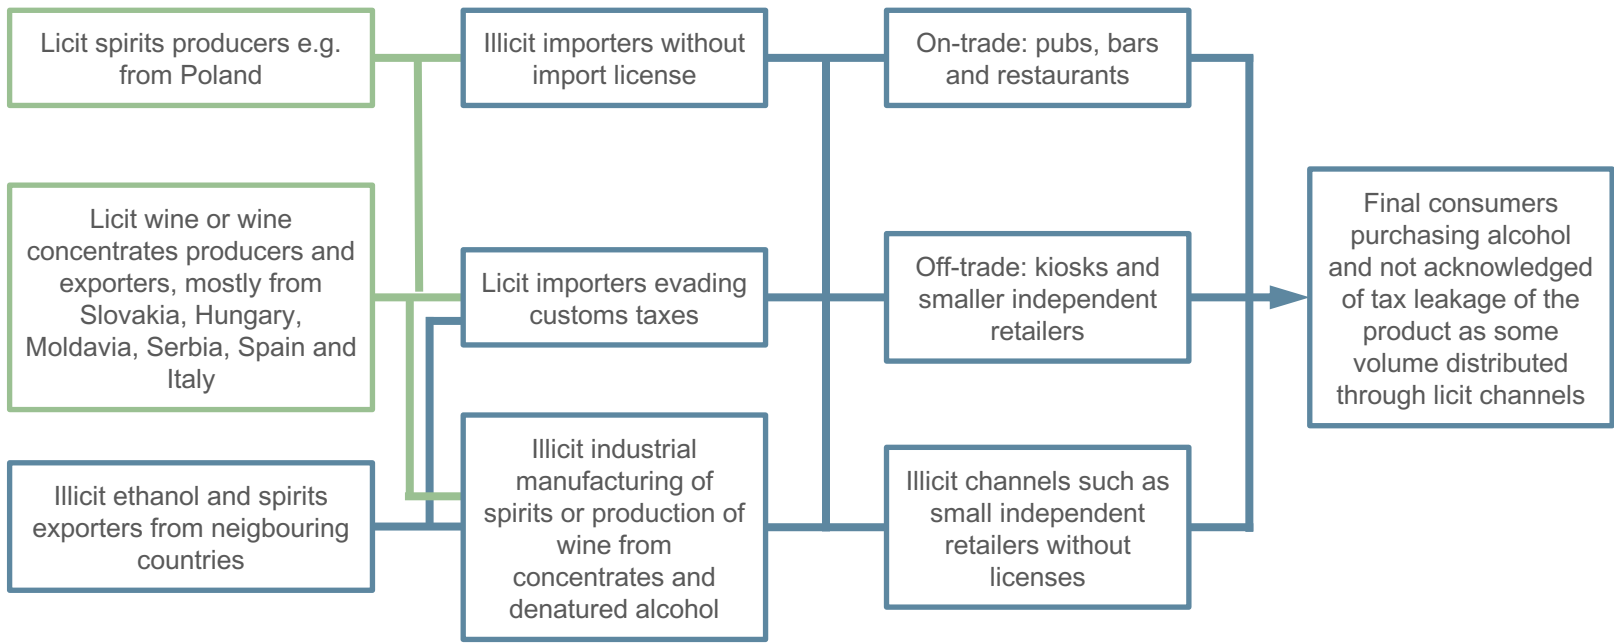 Licit spirits producers e.g.
from Poland
Illicit importers without
import license
On-trade: pubs, bars
and restaurants
Licit wine or wine
concentrates producers and
exporters, mostly from
Slovakia, Hungary,
Moldavia, Serbia, Spain and
Italy
Licit importers evading
customs taxes
Off-trade: kiosks and
smaller independent
retailers
Final consumers
purchasing alcohol
and not acknowledged
of tax leakage of the
product as some
volume distributed
through licit channels
Illicit ethanol and spirits
exporters from neigbouring
countries
Illicit industrial
manufacturing of
spirits or production of
wine from
concentrates and
denatured alcohol
Illicit channels such as
small independent
retailers without
licenses